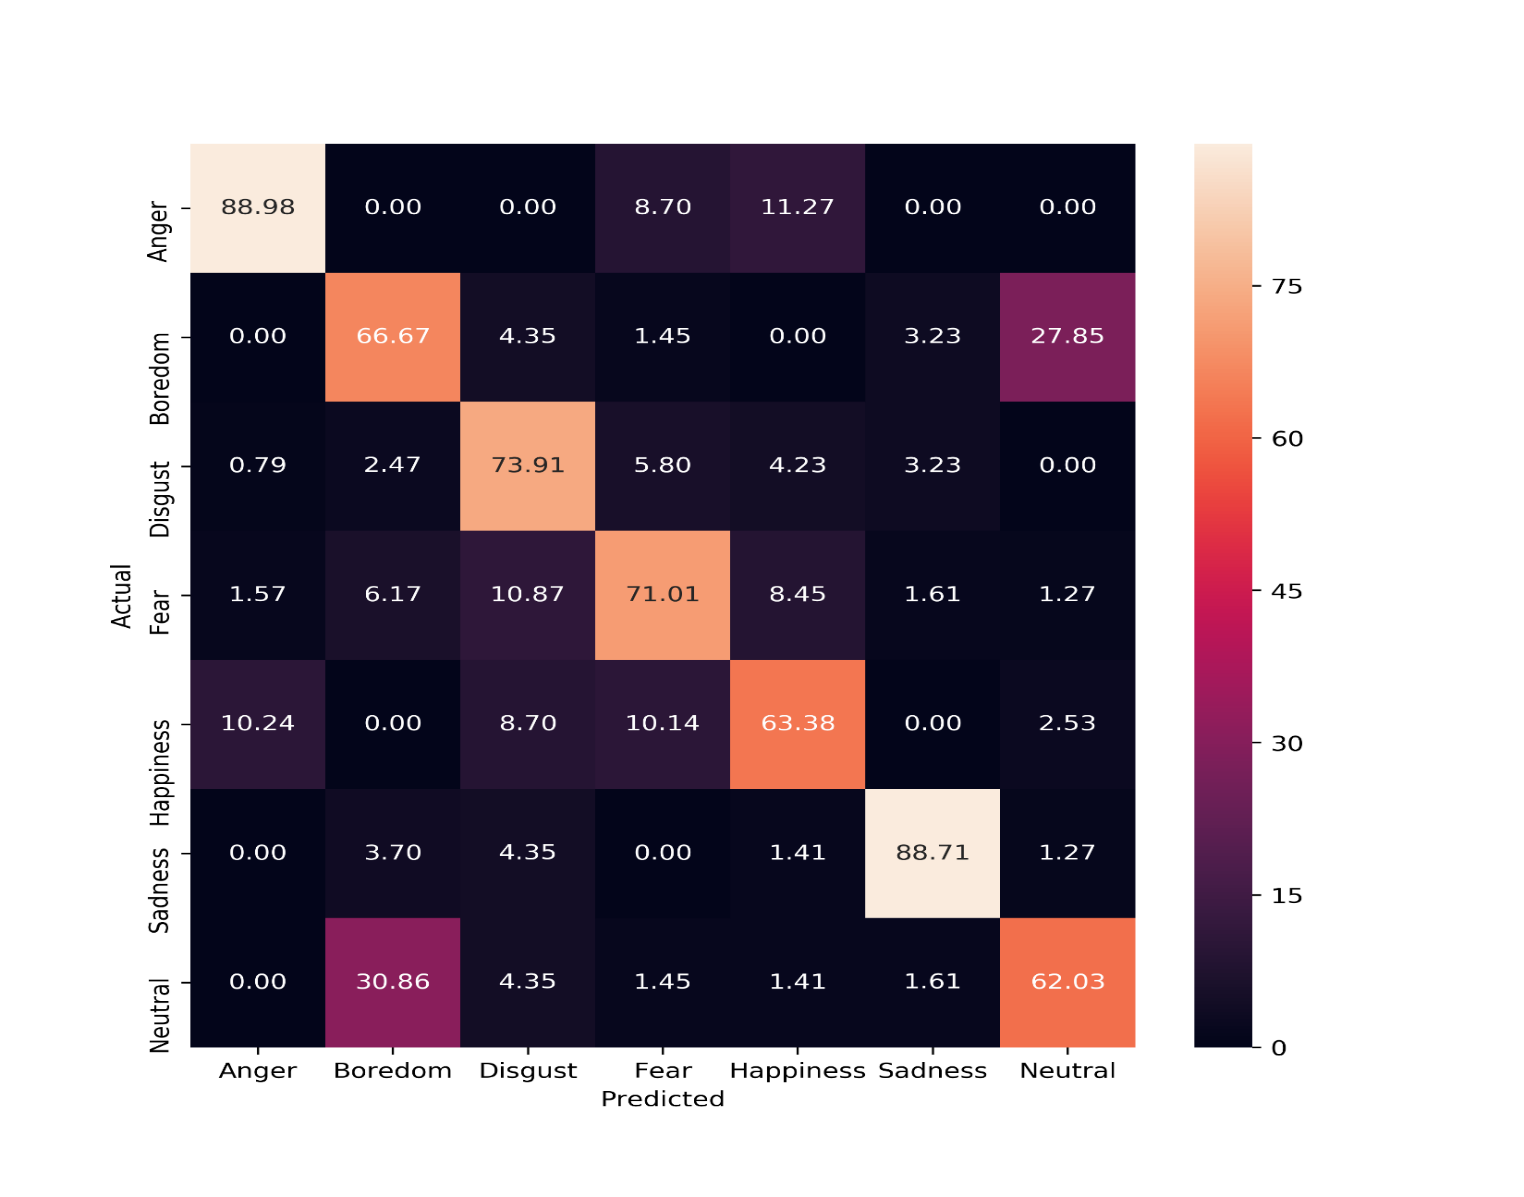 Anger 88.98 0.00 0.00 8.70 11.27 0.00 0.00
Boredom 0.00 66.67 4.35 1.45 0.00 3.23 27.85
Disgust 0.79 2.47 73.91 5.80 4.23 3.23 0.00
Fear 1.57 6.17 10.87 71.01 8.45 1.61 1.27
Happiness 10.24 0.00 8.70 10.14 63.38 0.00 2.53
Sadness 0.00 3.70 4.35 0.00 1.41 88.71 1.27
Neutral 0.00 30.86 4.35 1.45 1.41 1.61 62.03
Actual
Anger Boredom Disgust Fear Happiness Sadness Neutral
Predicted
75
60
45
30
15
0